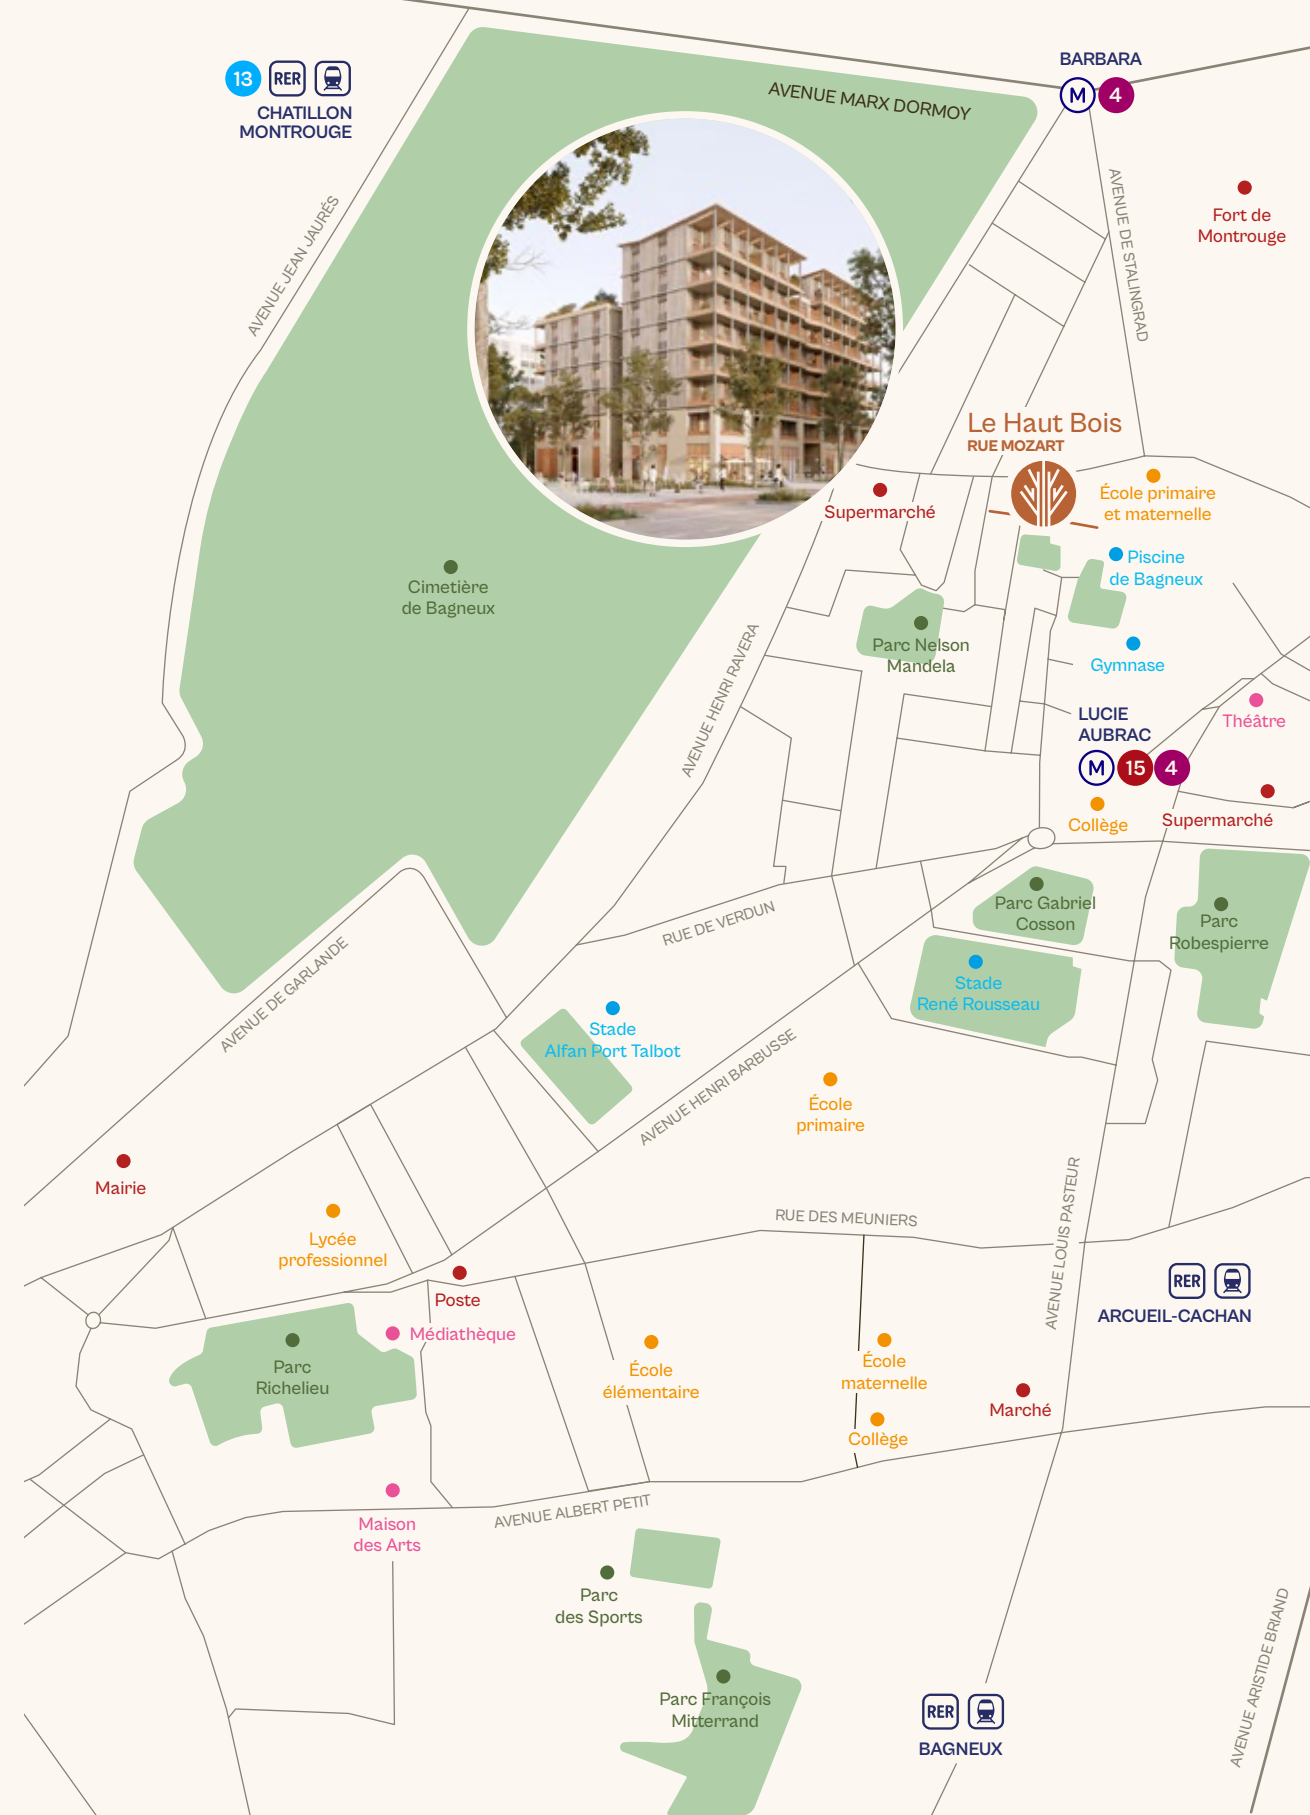 13 RER
CHATILLON
MONTROUGE
BARBARA
M 4
AVENUE MARX DORMOY
AVENUE JEAN JAURÉS
AVENUE DE STALINGRAD
Fort de
Montrouge
Le Haut Bois
RUE MOZART
Supermarché
École primaire
et maternelle
Piscine
de Bagneux
Cimetière
de Bagneux
Parc Nelson
Mandela
Gymnase
AVENUE HENRI RAVERA
Théâtre
LUCIE
AUBRAC
M 15 4
Collège
Supermarché
Parc Gabriel
Cosson
Parc
Robespierre
RUE DE VERDUN
AVENUE DE GARLANDE
Stade
René Rousseau
Stade
Alfan Port Talbot
AVENUE HENRI BARBUSSE
École
primaire
Mairie
Lycée
professionnel
RUE DES MEUNIERS
AVENUE LOUIS PASTEUR
RER
ARCUEIL-CACHAN
Poste
Médiathèque
Parc
Richelieu
École
élémentaire
École
maternelle
Collège
Marché
Maison
des Arts
AVENUE ALBERT PETIT
Parc
des Sports
Parc François
Mitterrand
RER
BAGNEUX
AVENUE ARISTIDE BRIAND